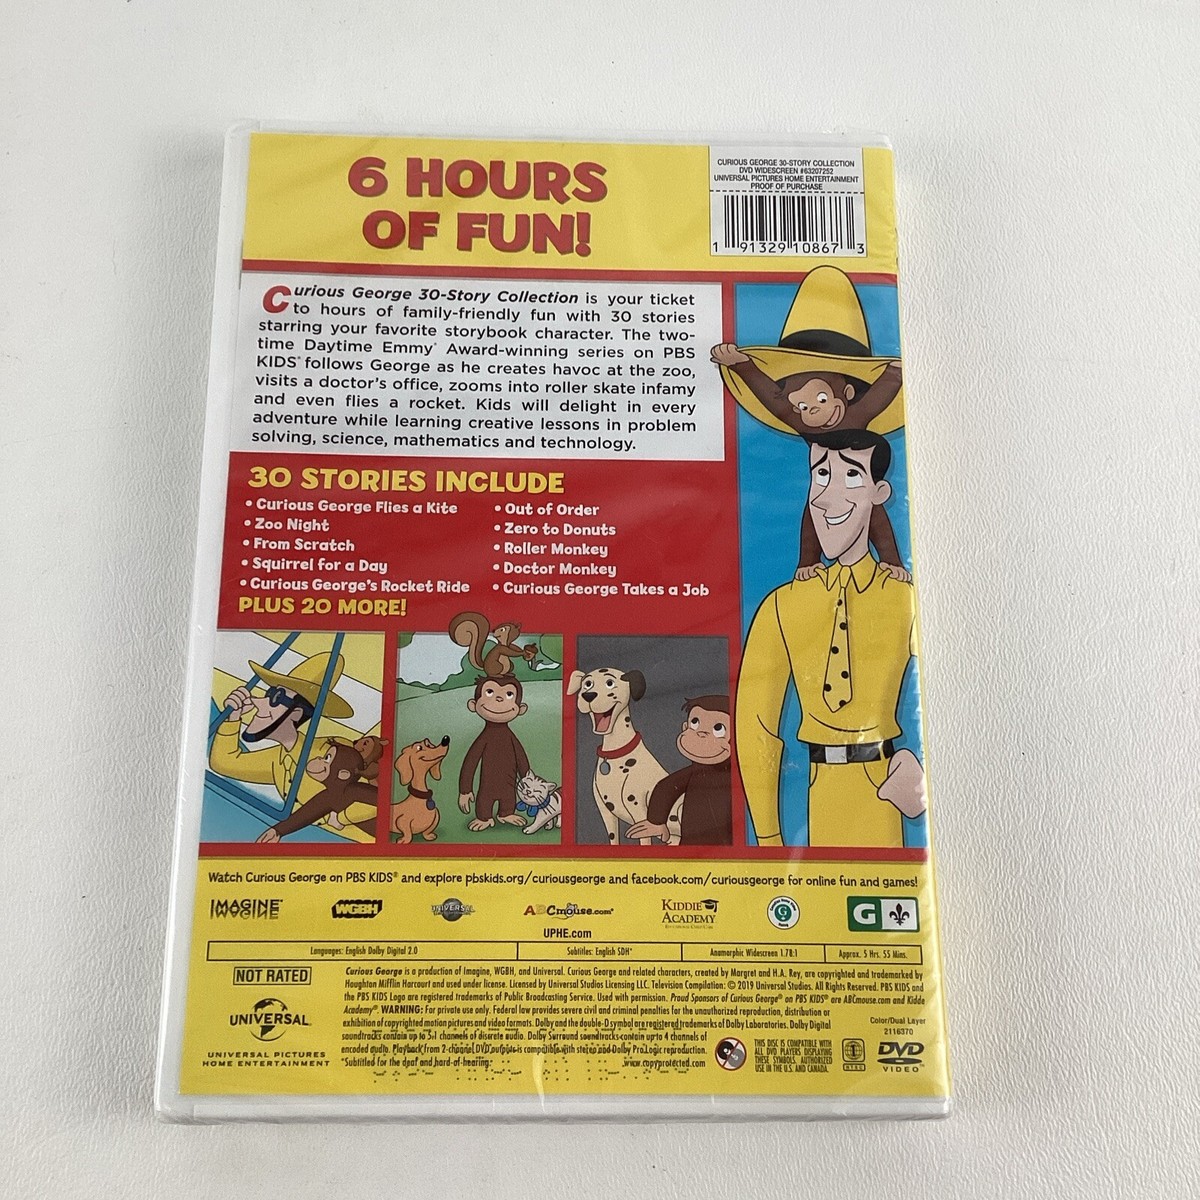 6 HOURS
OF FUN!
CURIOUS GEORGE 30-STORY COLLECTION
DVD WIDESCREEN #63207252
UNIVERSAL PICTURES HOME ENTERTAINMENT
PROOF OF PURCHASE
1 91329 10867 3
Curious George 30-Story Collection is your ticket
to hours of family-friendly fun with 30 stories
starring your favorite storybook character. The two-
time Daytime Emmy® Award-winning series on PBS
KIDS® follows George as he creates havoc at the zoo,
visits a doctor's office, zooms into roller skate infamy
and even flies a rocket. Kids will delight in every
adventure while learning creative lessons in problem
solving, science, mathematics and technology.
30 STORIES INCLUDE
• Curious George Flies a Kite
• Zoo Night
• From Scratch
• Squirrel for a Day
• Curious George's Rocket Ride
• Out of Order
• Zero to Donuts
• Roller Monkey
• Doctor Monkey
• Curious George Takes a Job
PLUS 20 MORE!
Watch Curious George on PBS KIDS® and explore pbskids.org/curiousgeorge and facebook.com/curiousgeorge for online fun and games!
IMAGINE
WGBH
UNIVERSAL
ABCmouse.com®
KIDDIE
ACADEMY
G
UPHE.com
Languages: English Dolby Digital 2.0
Subtitles: English SDH*
Anamorphic Widescreen 1.78:1
Approx. 5 Hrs. 55 Mins.
NOT RATED
UNIVERSAL
UNIVERSAL PICTURES
HOME ENTERTAINMENT
Curious George is a production of Imagine, WGBH, and Universal. Curious George and related characters, created by Margret and H.A. Rey, are copyrighted and trademarked by
Houghton Mifflin Harcourt and used under license. Licensed by Universal Studios Licensing LLC. Television Compilation: © 2019 Universal Studios. All Rights Reserved. PBS KIDS and
the PBS KIDS Logo are registered trademarks of Public Broadcasting Service. Used with permission. Proud Sponsors of Curious George® on PBS KIDS® are ABCmouse.com and Kiddie
Academy®. WARNING: For private use only. Federal law provides severe civil and criminal penalties for the unauthorized reproduction, distribution or
exhibition of copyrighted motion pictures and video formats. Dolby and the double-D symbol are registered trademarks of Dolby Laboratories. Dolby Digital
soundtracks contain up to 5.1 channels of discrete audio. Dolby Surround soundtracks contain up to 4 channels of
encoded audio. Playback from 2-channel DVD outputs is compatible with stereo and Dolby Pro Logic reproduction.
*Subtitled for the deaf and hard-of-hearing.
www.copyprotected.com
Color/Dual Layer
2116370
THIS DISC IS COMPATIBLE WITH
ALL DVD PLAYERS DISPLAYING
THESE SYMBOLS. AUTHORIZED
USE IN THE U.S. AND CANADA.
1
NTSC
DVD
VIDEO™